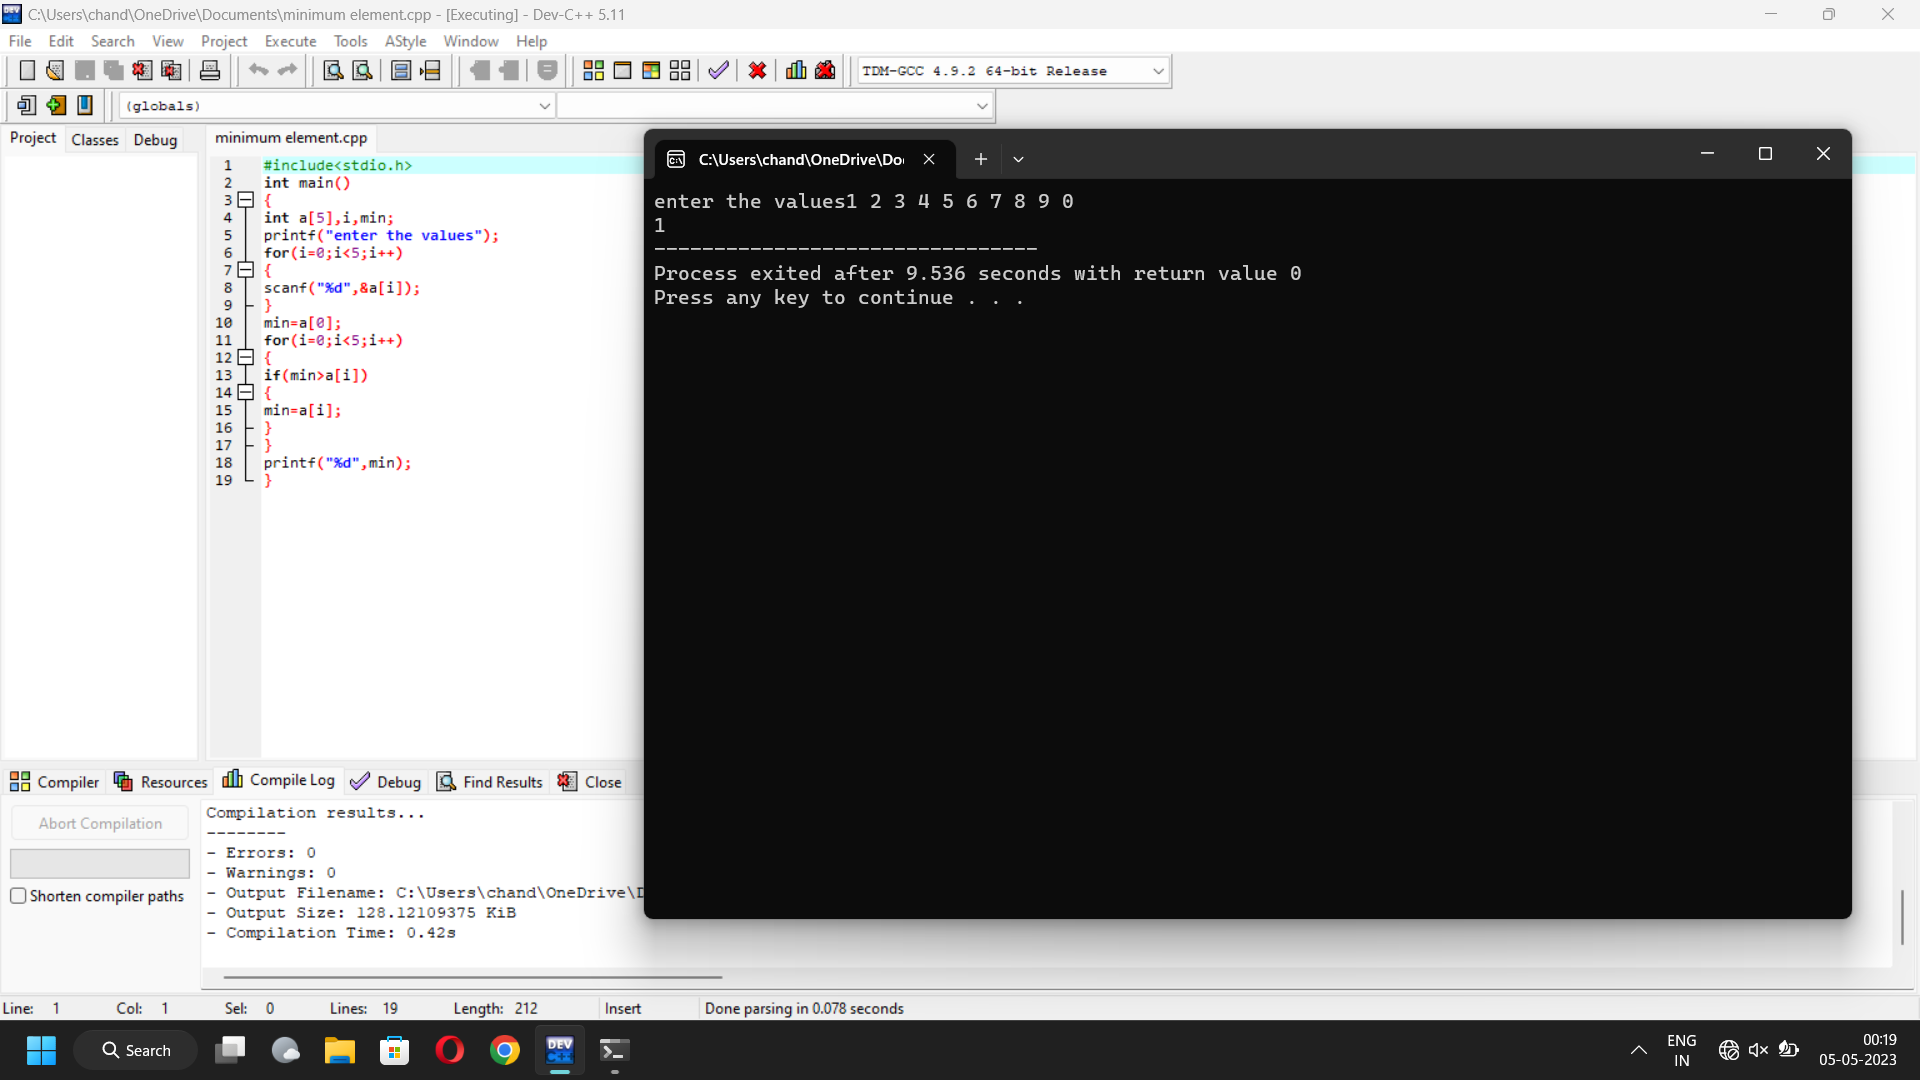 C:\Users\chand\OneDrive\Documents\minimum element.cpp - [Executing] - Dev-C++ 5.11
File Edit Search View Project Execute Tools AStyle Window Help
TDM-GCC 4.9.2 64-bit Release
(globals)
Project Classes Debug
minimum element.cpp
1 #include<stdio.h>
2 int main()
3 {
4 int a[5],i,min;
5 printf("enter the values");
6 for(i=0;i<5;i++)
7 {
8 scanf("%d",&a[i]);
9 }
10 min=a[0];
11 for(i=0;i<5;i++)
12 {
13 if(min>a[i])
14 {
15 min=a[i];
16 }
17 }
18 printf("%d",min);
19 }
C:\Users\chand\OneDrive\Do
enter the values1 2 3 4 5 6 7 8 9 0
1
--------------------------------
Process exited after 9.536 seconds with return value 0
Press any key to continue . . .
Compiler Resources Compile Log Debug Find Results Close
Abort Compilation
Shorten compiler paths
Compilation results...
--------
- Errors: 0
- Warnings: 0
- Output Filename: C:\Users\chand\OneDrive\D
- Output Size: 128.12109375 KiB
- Compilation Time: 0.42s
Line: 1 Col: 1 Sel: 0 Lines: 19 Length: 212 Insert Done parsing in 0.078 seconds
Search
DEV C++
ENG
IN
00:19
05-05-2023